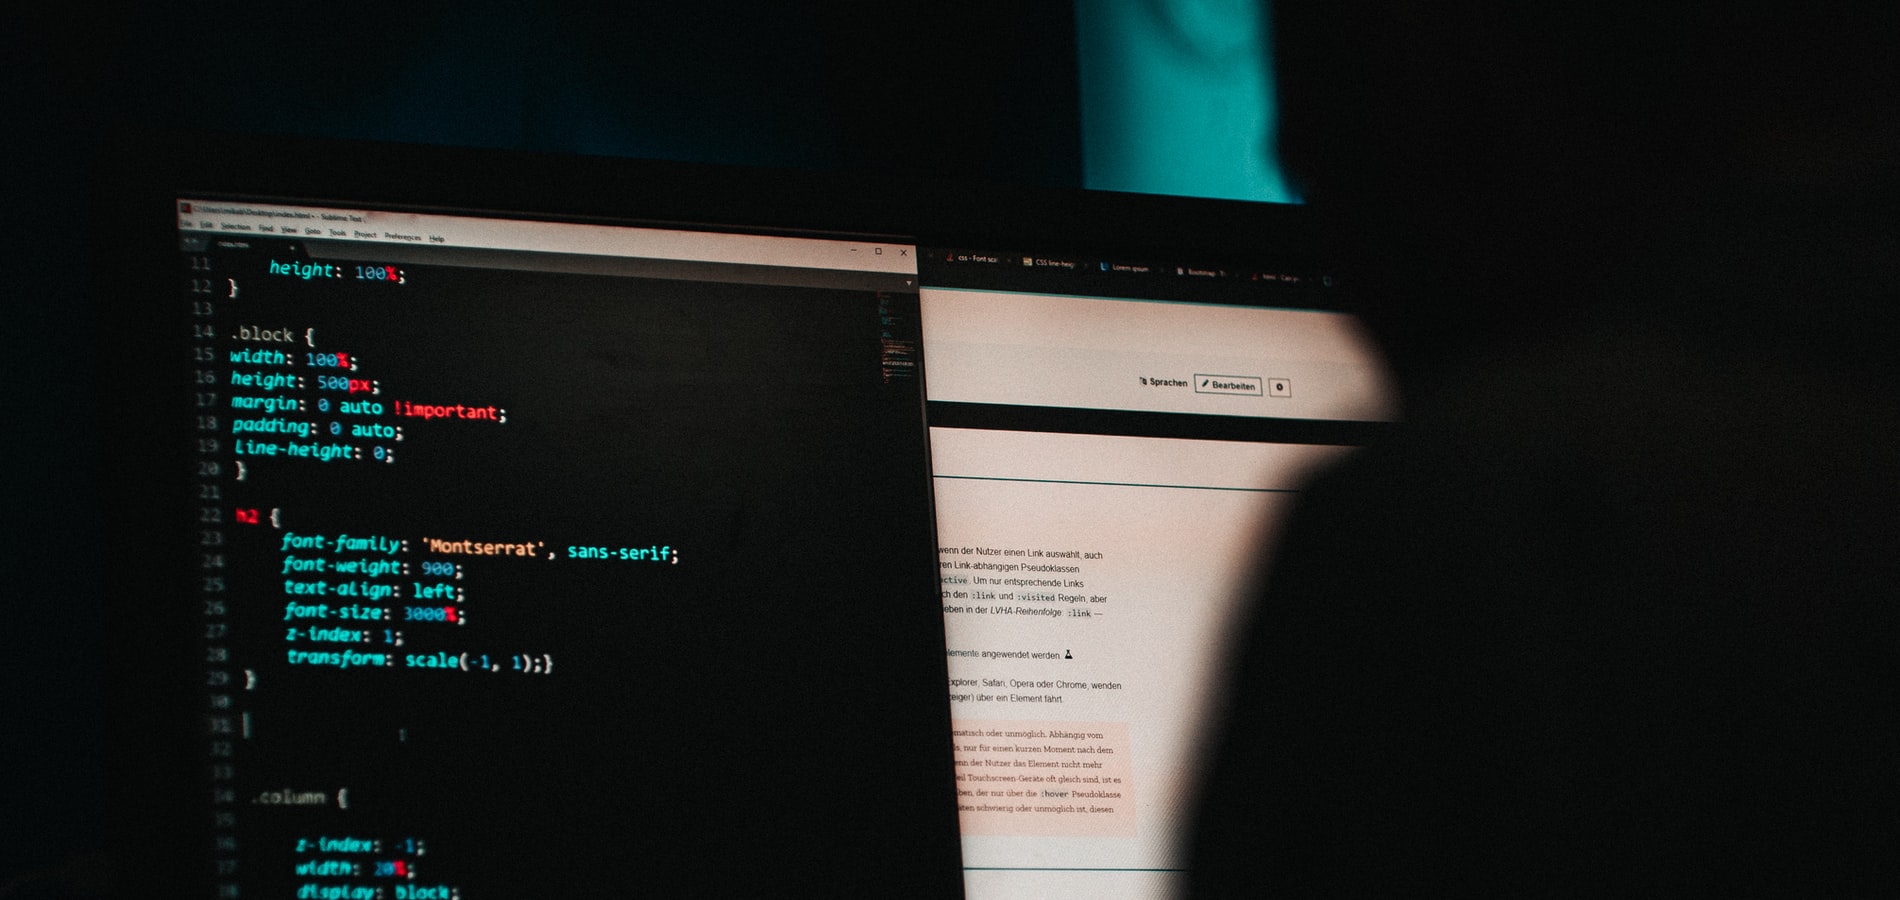 Sublime Text
File Edit Selection Find View Goto Tools Project Preferences Help
11 height: 100%;
12 }
13
14 .block {
15 width: 100%;
16 height: 500px;
17 margin: 0 auto !important;
18 padding: 0 auto;
19 line-height: 0;
20 }
21
22 h2 {
23 font-family: 'Montserrat', sans-serif;
24 font-weight: 900;
25 text-align: left;
26 font-size: 3000%;
27 z-index: 1;
28 transform: scale(-1, 1);}
29 }
30
31
32
33
34 .column {
35
36 z-index: -1;
37 width: 20%;
38 display: block;
css - Font sca
CSS line-heig
Lorem ipsum
Bootstrap
Sprachen Bearbeiten
wenn der Nutzer einen Link auswählt, auch
ren Link-abhängigen Pseudoklassen
active. Um nur entsprechende Links
ch den :link und :visited Regeln, aber
eben in der LVHA-Reihenfolge: :link —
lemente angewendet werden.
Explorer, Safari, Opera oder Chrome, wenden
zeiger) über ein Element fährt.
matisch oder unmöglich. Abhängig vom
ls, nur für einen kurzen Moment nach dem
enn der Nutzer das Element nicht mehr
eil Touchscreen-Geräte oft gleich sind, ist es
ben, der nur über die :hover Pseudoklasse
äten schwierig oder unmöglich ist, diesen